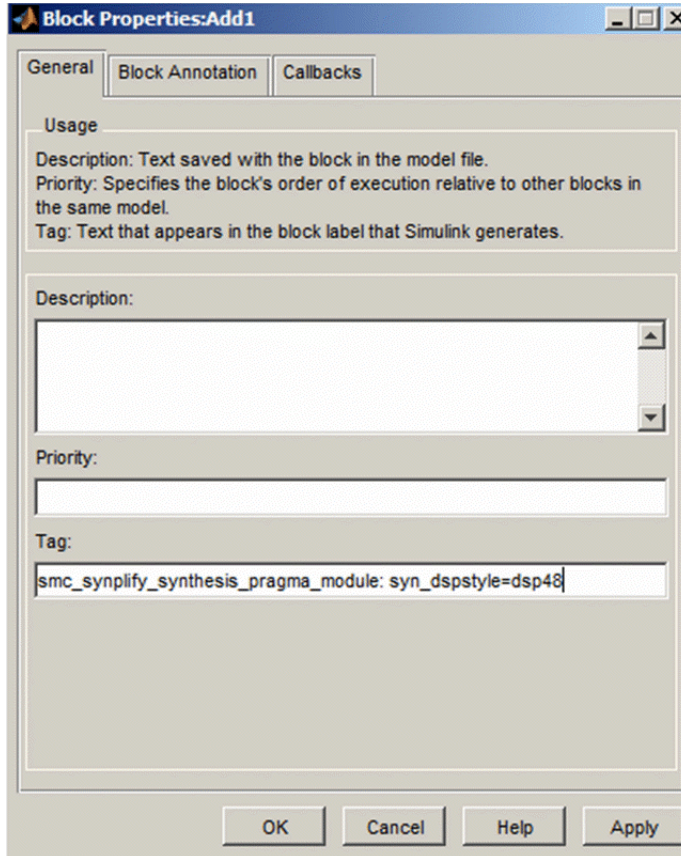 Block Properties:Add1
General
Block Annotation
Callbacks
Usage
Description: Text saved with the block in the model file.
Priority: Specifies the block's order of execution relative to other blocks in
the same model.
Tag: Text that appears in the block label that Simulink generates.
Description:
Priority:
Tag:
smc_synplify_synthesis_pragma_module: syn_dspstyle=dsp48
OK
Cancel
Help
Apply